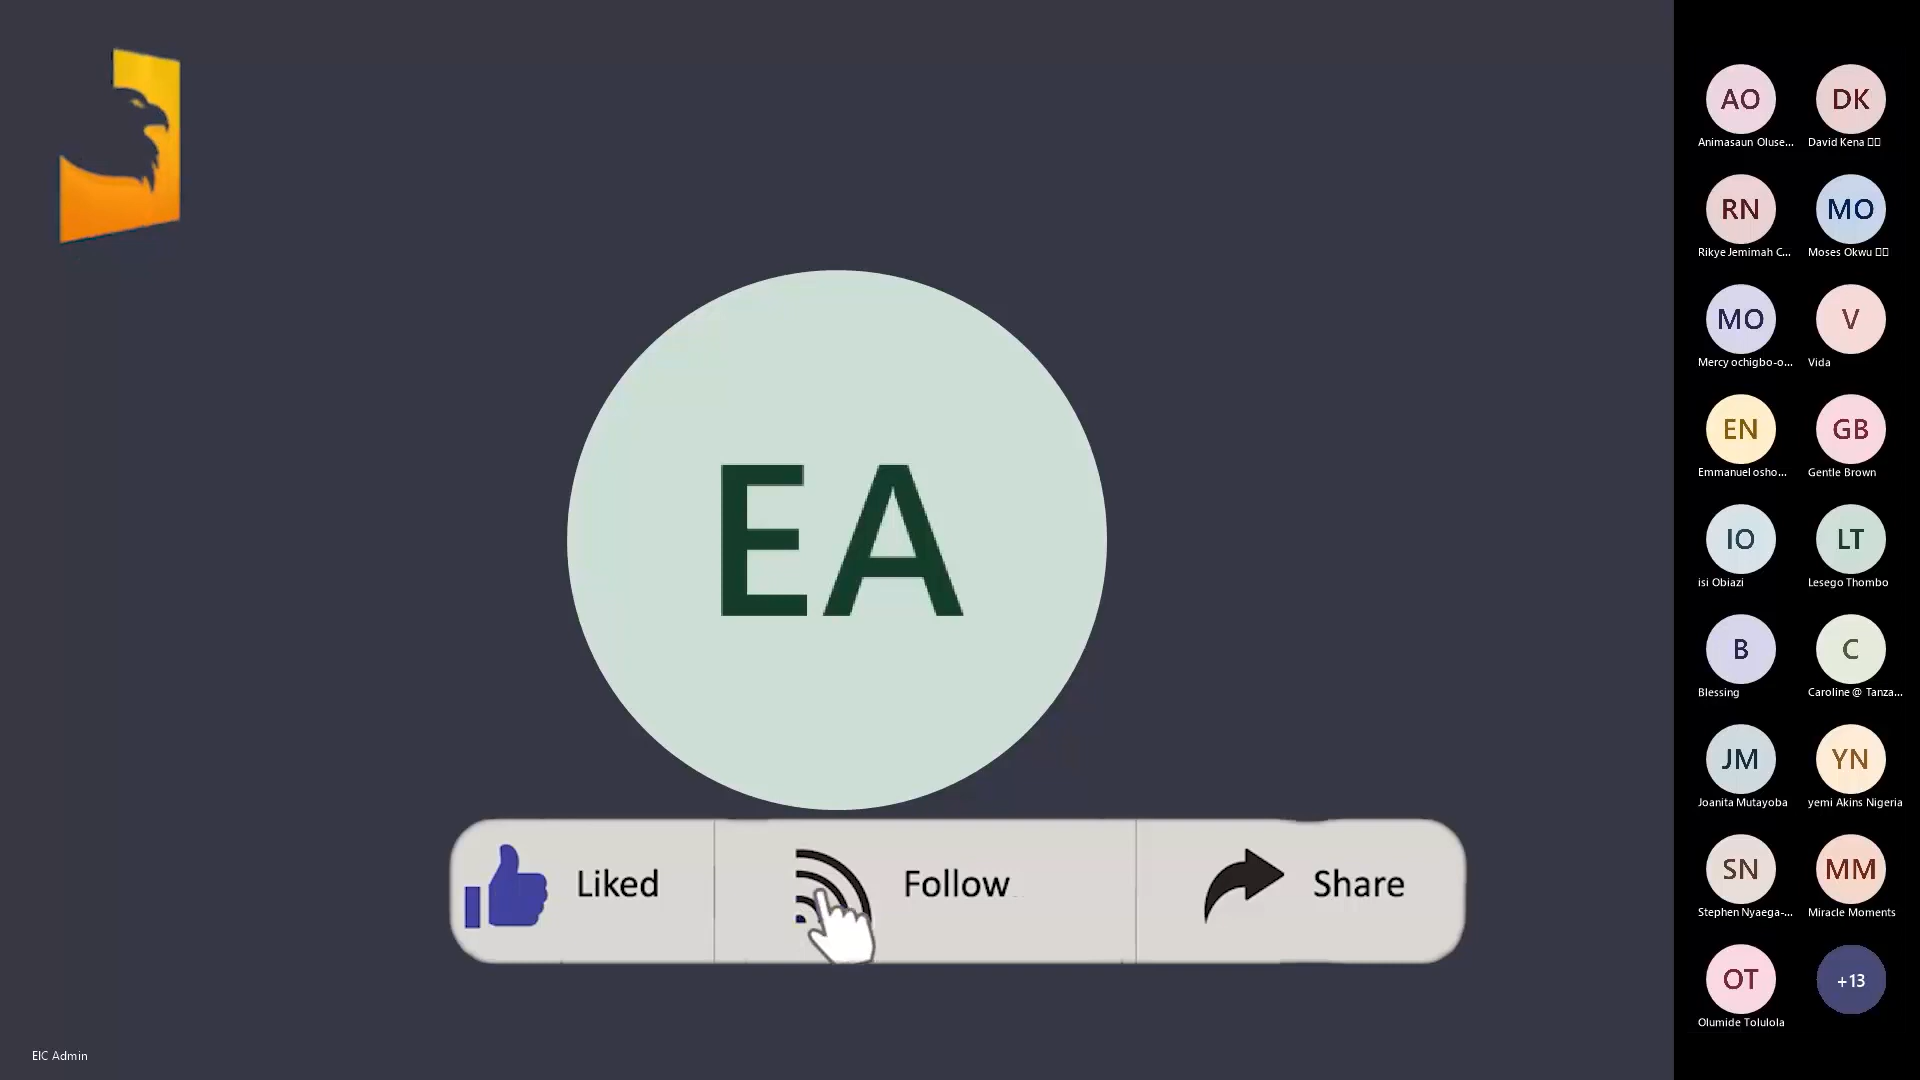 AO DK
Animasaun Oluse... David Kena
RN MO
Rikye Jemimah C... Moses Okwu
MO V
Mercy ochigbo-o... Vida
EN GB
Emmanuel osho... Gentle Brown
IO LT
isi Obiazi Lesego Thombo
B C
Blessing Caroline @ Tanza...
JM YN
Joanita Mutayoba yemi Akins Nigeria
SN MM
Stephen Nyaega-... Miracle Moments
OT +13
Olumide Tolulola
EA
Liked Follow Share
EIC Admin